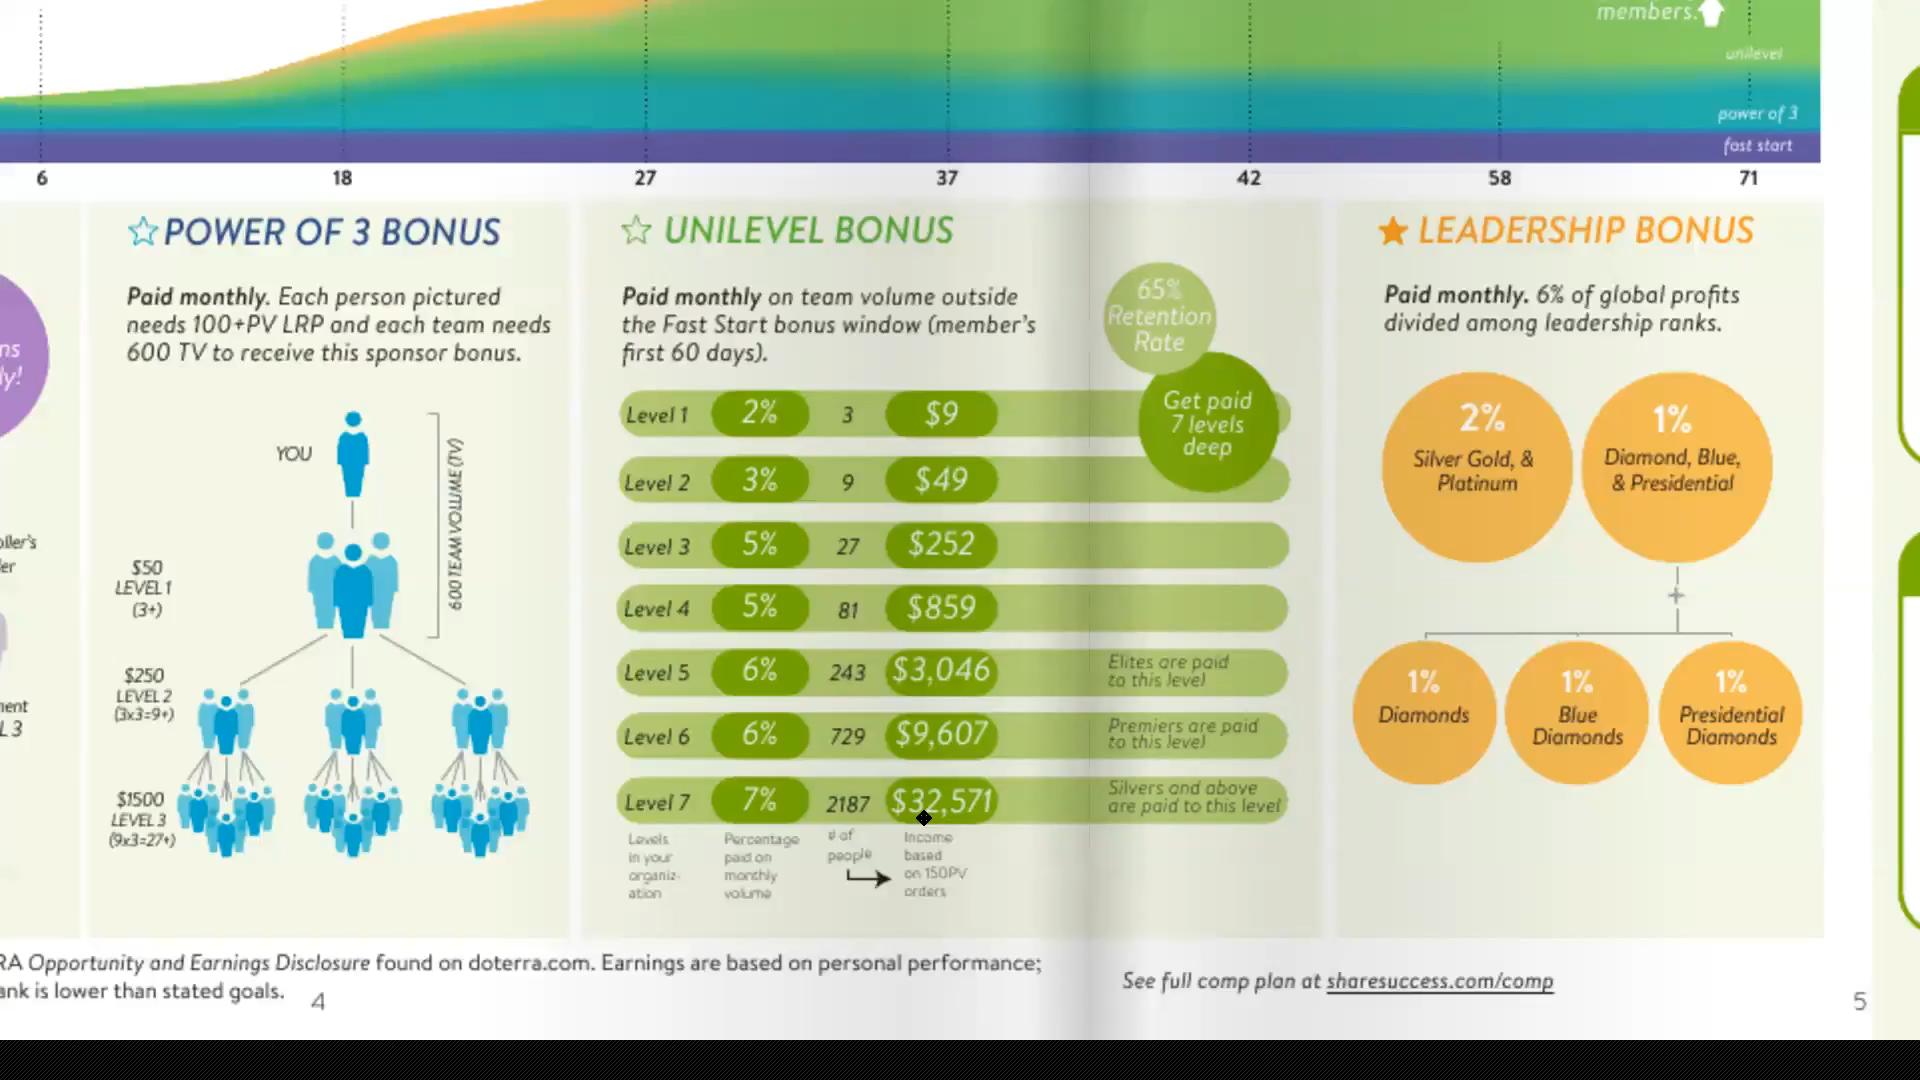 members.
unilevel
power of 3
fast start
6 18 27 37 42 58 71
ns
ly!
oller's
er
nent
L3
POWER OF 3 BONUS
Paid monthly. Each person pictured
needs 100+PV LRP and each team needs
600 TV to receive this sponsor bonus.
YOU
600 TEAM VOLUME (TV)
$50
LEVEL 1
(3+)
$250
LEVEL 2
(3x3=9+)
$1500
LEVEL 3
(9x3=27+)
UNILEVEL BONUS
Paid monthly on team volume outside
the Fast Start bonus window (member's
first 60 days).
65%
Retention
Rate
Get paid
7 levels
deep
Level 1 2% 3 $9
Level 2 3% 9 $49
Level 3 5% 27 $252
Level 4 5% 81 $859
Level 5 6% 243 $3,046
Elites are paid
to this level
Level 6 6% 729 $9,607
Premiers are paid
to this level
Level 7 7% 2187 $32,571
Silvers and above
are paid to this level
Levels
in your
organiz-
ation
Percentage
paid on
monthly
volume
# of
people
Income
based
on 150PV
orders
LEADERSHIP BONUS
Paid monthly. 6% of global profits
divided among leadership ranks.
2%
Silver Gold, &
Platinum
1%
Diamond, Blue,
& Presidential
+
1%
Diamonds
1%
Blue
Diamonds
1%
Presidential
Diamonds
RA Opportunity and Earnings Disclosure found on doterra.com. Earnings are based on personal performance;
ank is lower than stated goals.
4
See full comp plan at sharesuccess.com/comp
5